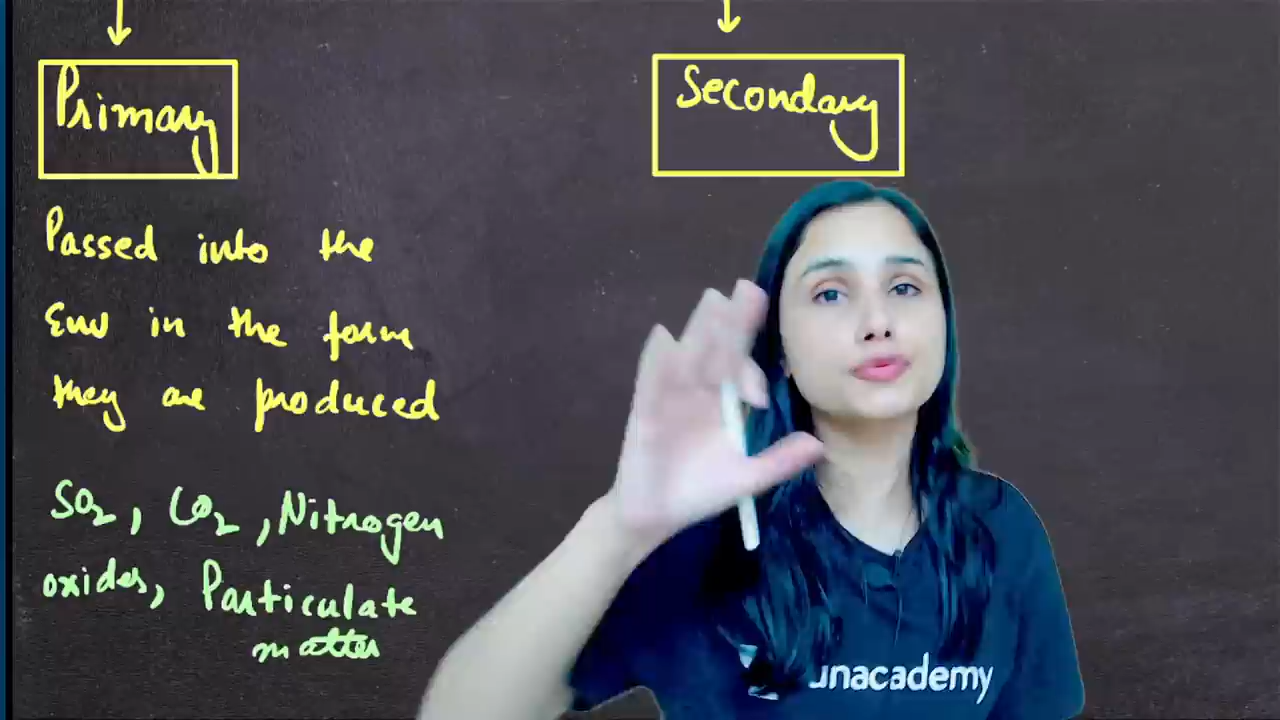 Primary
Secondary
Passed into the
Env in the form
they are produced
SO2, CO2, Nitrogen
oxides, Particulate
matter
unacademy